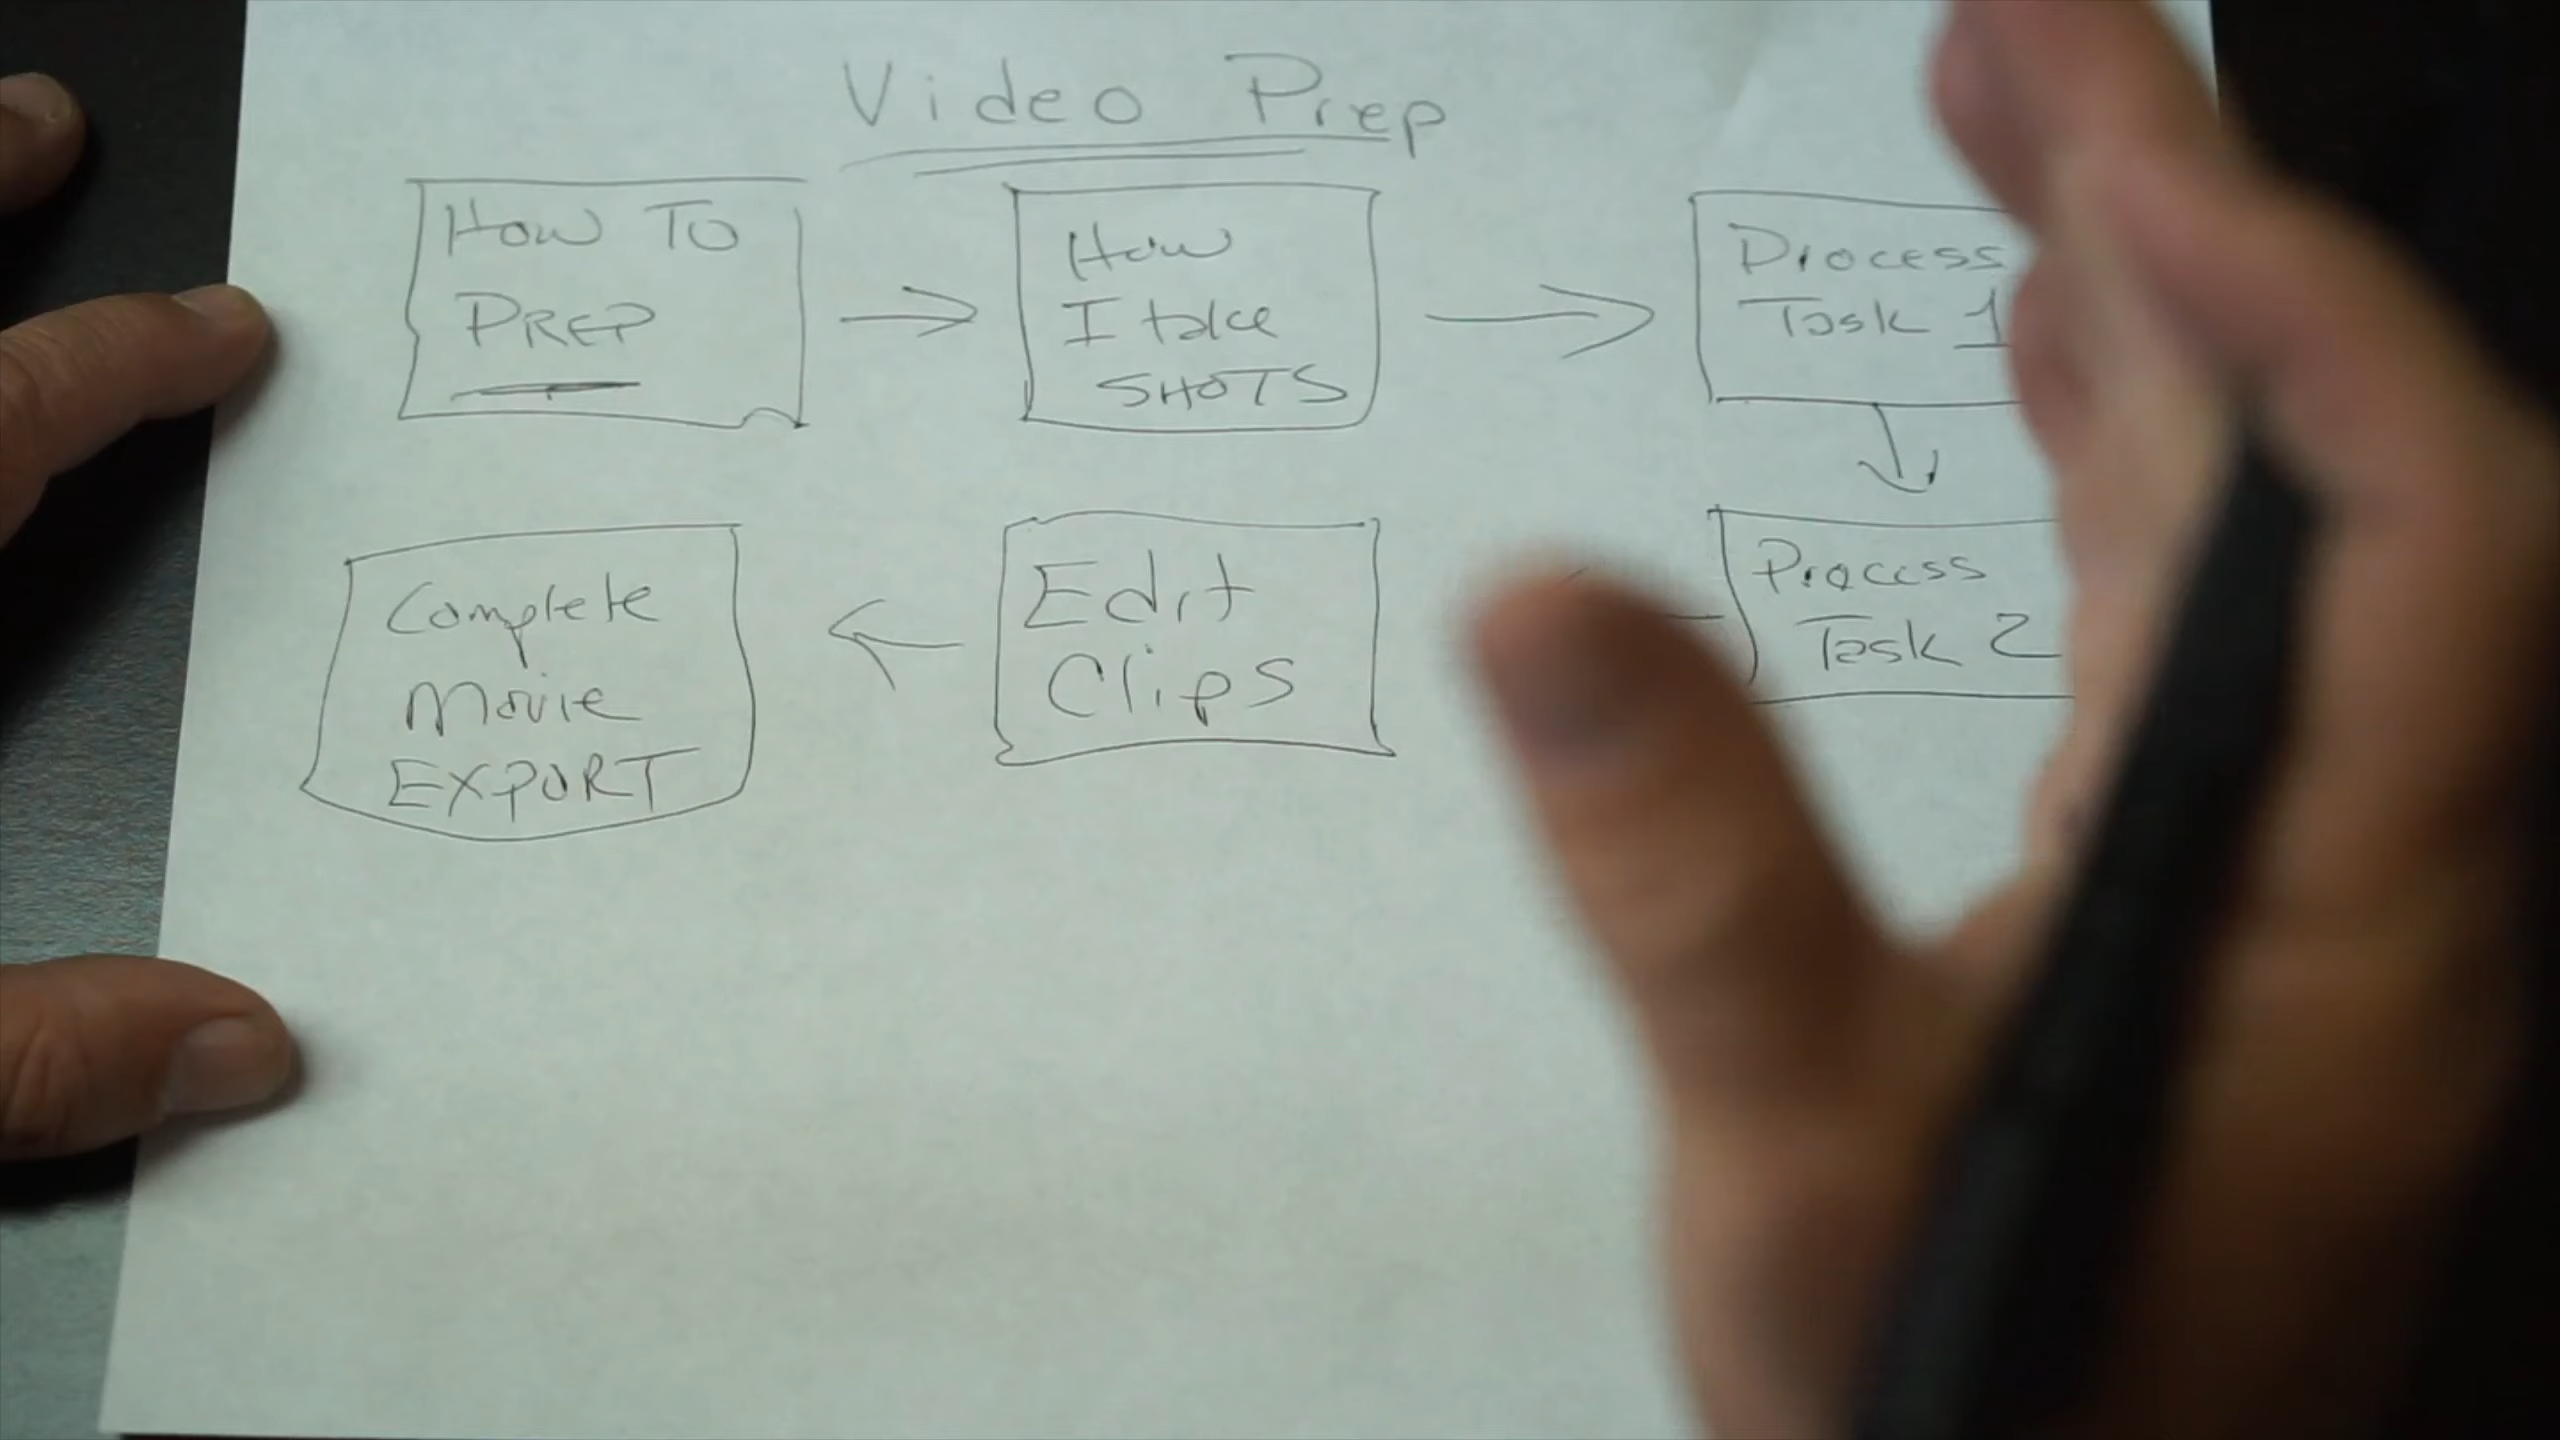 Video Prep
How To
PREP
How
I take
SHOTS
Process
Task 1
Process
Task 2
Edit
Clips
Complete
Movie
EXPORT